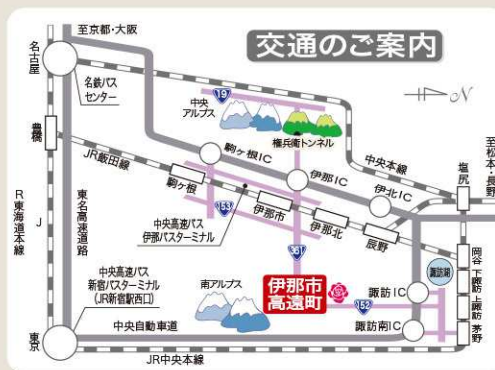 至京都・大阪
交通のご案内
名古屋
名鉄バス
センター
19
中央
アルプス
権兵衛トンネル
N
豊橋
駒ヶ根IC
中央本線
至松本・長野
塩尻
JR飯田線
伊那IC
伊北IC
駒ヶ根
153
伊那市
伊那北
辰野
JR東海道本線
東名高速道路
中央高速バス
伊那バスターミナル
361
岡谷
下諏訪
上諏訪
茅野
諏訪湖
中央高速バス
新宿バスターミナル
(JR新宿駅西口)
南アルプス
伊那市
高遠町
152
諏訪IC
諏訪南IC
東京
中央自動車道
JR中央本線